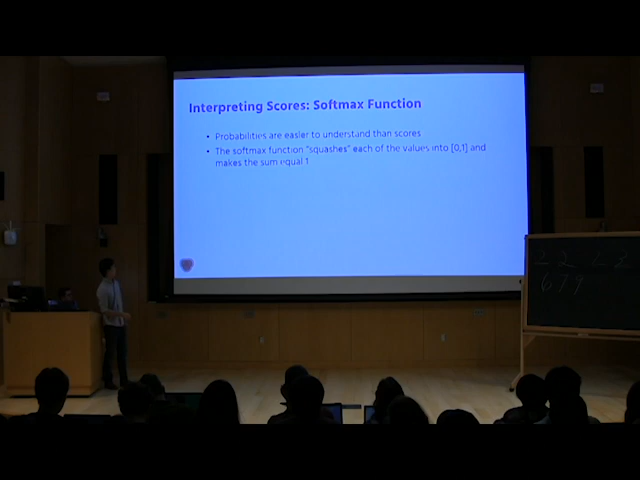 Interpreting Scores: Softmax Function
• Probabilities are easier to understand than scores
• The softmax function "squashes" each of the values into [0,1] and
makes the sum equal 1